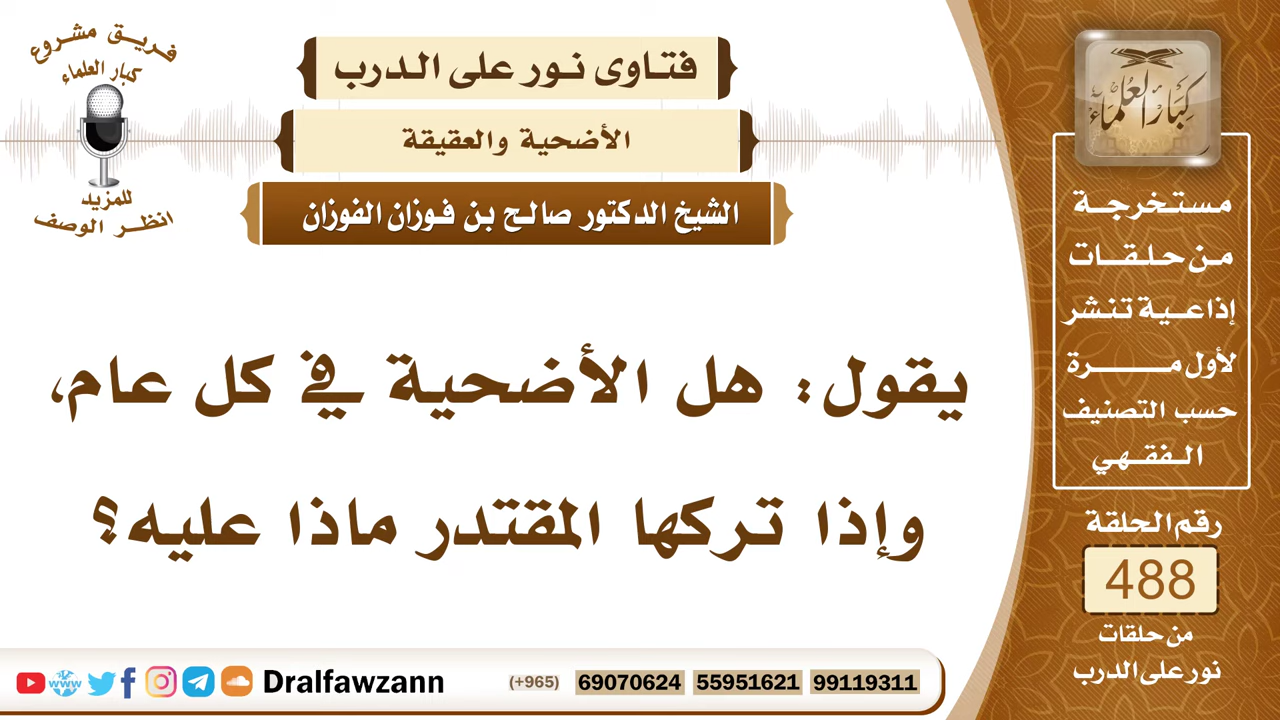 فريق مشروع
كبار العلماء
للمزيد
انظر الوصف
فتاوى نور على الدرب
الأضحية والعقيقة
الشيخ الدكتور صالح بن فوزان الفوزان
يقول: هل الأضحية في كل عام،
وإذا تركها المقتدر ماذا عليه؟
كبار العلماء
مستخرجة
من حلقات
إذاعية تنشر
لأول مرة
حسب التصنيف
الفقهي
رقم الحلقة
488
من حلقات
نور على الدرب
www
Dralfawzann
(+965) 69070624 55951621 99119311